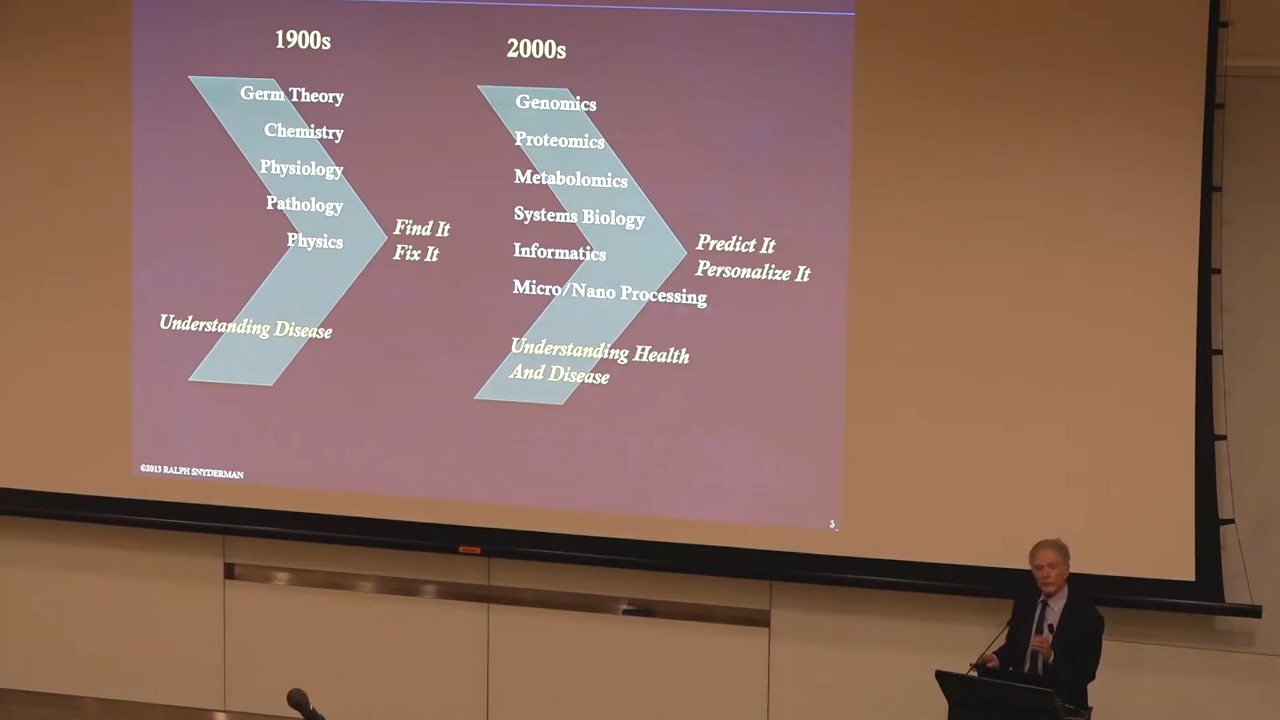 1900s
Germ Theory
Chemistry
Physiology
Pathology
Physics
Find It
Fix It
Understanding Disease
2000s
Genomics
Proteomics
Metabolomics
Systems Biology
Informatics
Micro/Nano Processing
Predict It
Personalize It
Understanding Health
And Disease
©2013 RALPH SNYDERMAN
3